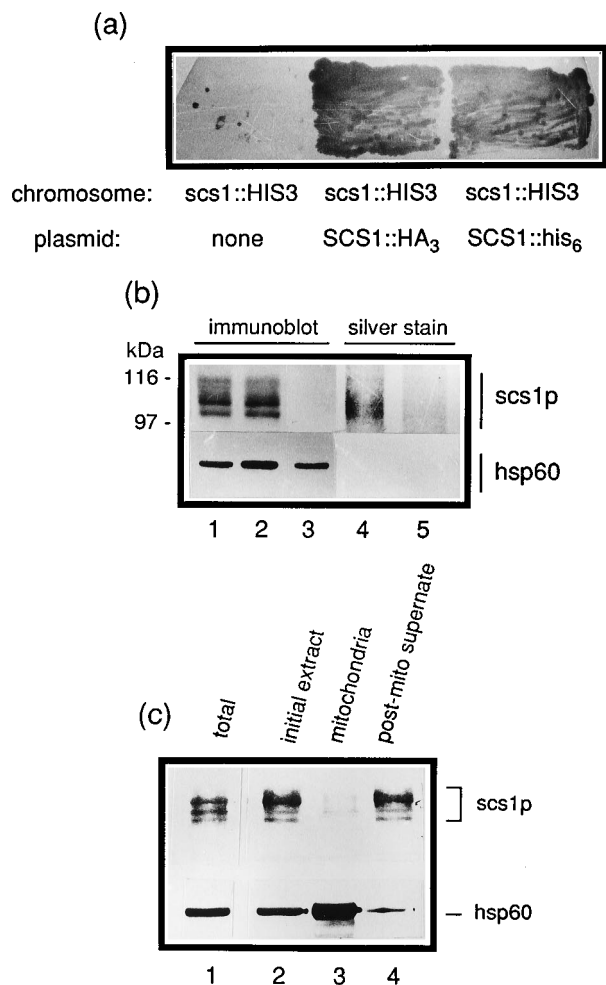 (a)
chromosome: scs1::HIS3 scs1::HIS3 scs1::HIS3
plasmid: none SCS1::HA3 SCS1::his6
(b)
immunoblot silver stain
kDa
116 -
97 -
scs1p
hsp60
1 2 3 4 5
(c)
total
initial extract
mitochondria
post-mito supernate
scs1p
hsp60
1 2 3 4